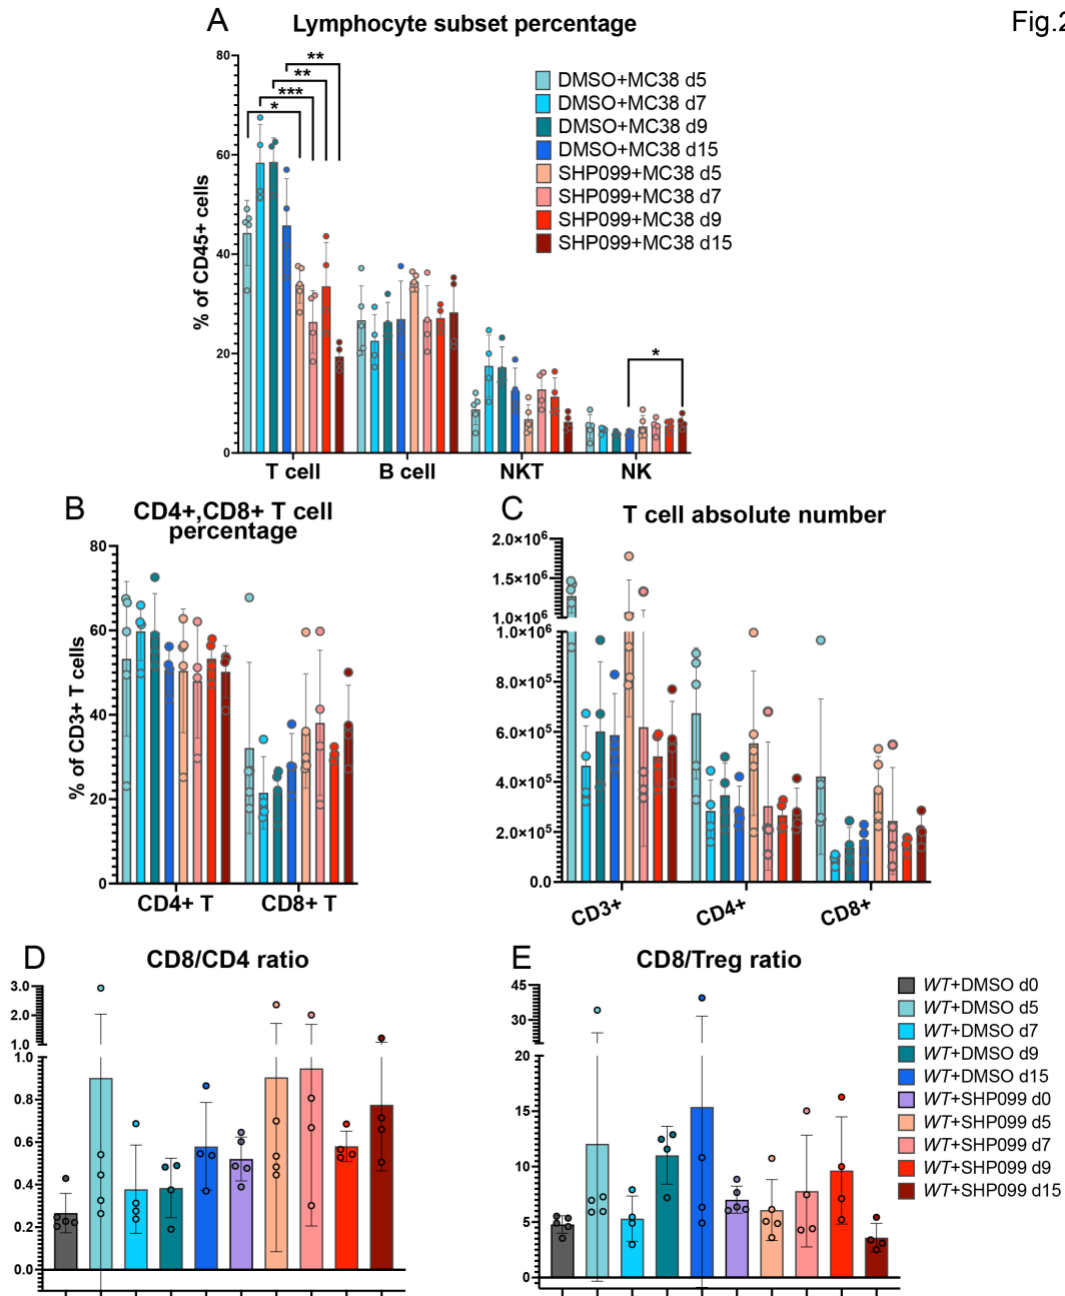 A Lymphocyte subset percentage Fig.2
% of CD45+ cells
80
60
40
20
0
*
***
**
**
*
DMSO+MC38 d5
DMSO+MC38 d7
DMSO+MC38 d9
DMSO+MC38 d15
SHP099+MC38 d5
SHP099+MC38 d7
SHP099+MC38 d9
SHP099+MC38 d15
T cell B cell NKT NK
B CD4+,CD8+ T cell
percentage
% of CD3+ T cells
80
60
40
20
0
CD4+ T CD8+ T
C T cell absolute number
2.0×10⁶
1.5×10⁶
1.0×10⁶
1.0×10⁶
8.0×10⁵
6.0×10⁵
4.0×10⁵
2.0×10⁵
0.0
CD3+ CD4+ CD8+
D CD8/CD4 ratio
3.0
2.0
1.0
1.0
0.8
0.6
0.4
0.2
0.0
E CD8/Treg ratio
45
30
20
15
10
5
0
WT+DMSO d0
WT+DMSO d5
WT+DMSO d7
WT+DMSO d9
WT+DMSO d15
WT+SHP099 d0
WT+SHP099 d5
WT+SHP099 d7
WT+SHP099 d9
WT+SHP099 d15